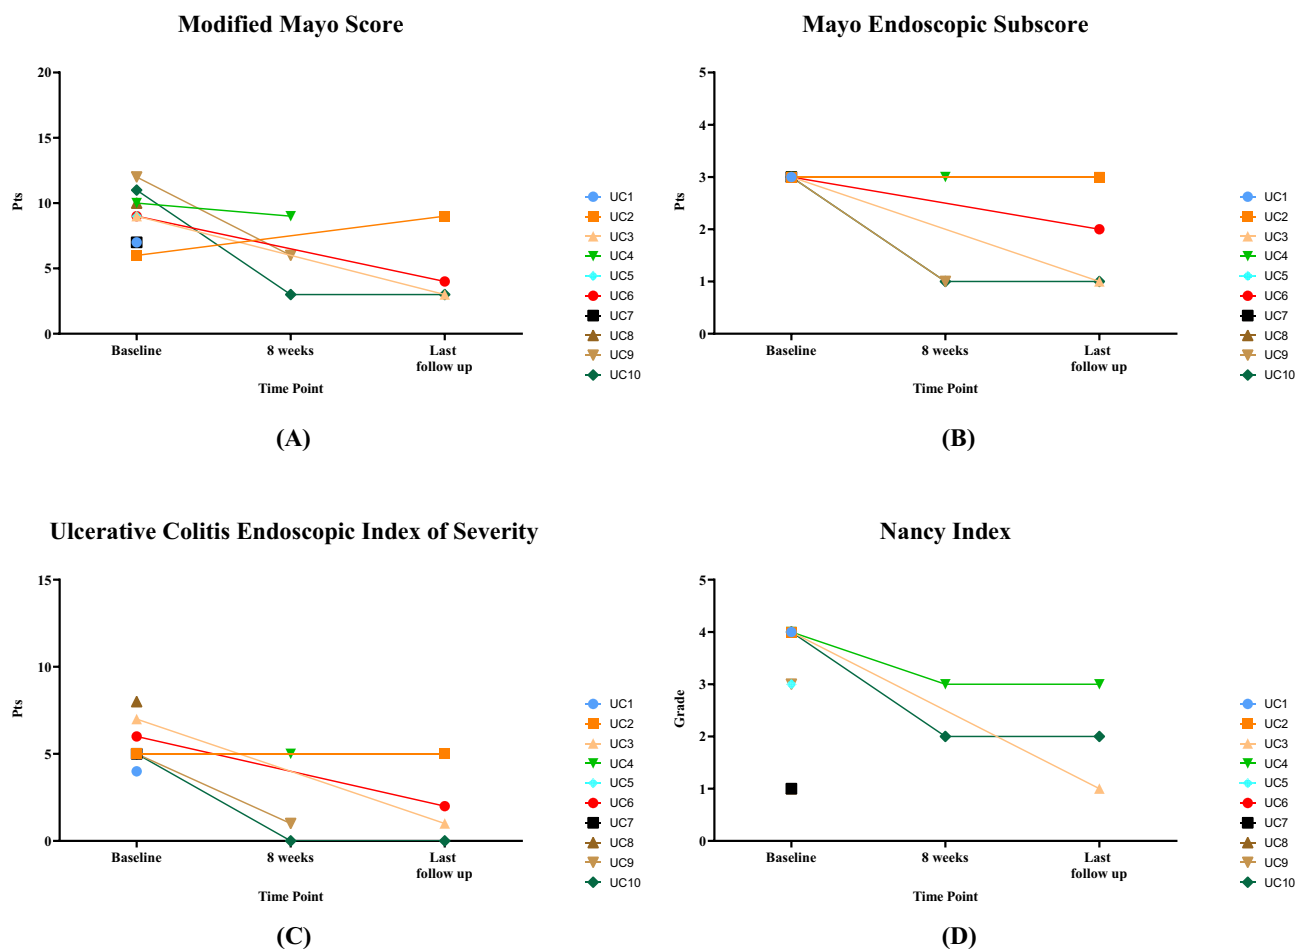 Modified Mayo Score
20
15
10
5
0
Pts
Baseline
8 weeks
Last
follow up
Time Point
UC1
UC2
UC3
UC4
UC5
UC6
UC7
UC8
UC9
UC10
(A)
Mayo Endoscopic Subscore
5
4
3
2
1
0
Pts
Baseline
8 weeks
Last
follow up
Time Point
UC1
UC2
UC3
UC4
UC5
UC6
UC7
UC8
UC9
UC10
(B)
Ulcerative Colitis Endoscopic Index of Severity
15
10
5
0
Pts
Baseline
8 weeks
Last
follow up
Time Point
UC1
UC2
UC3
UC4
UC5
UC6
UC7
UC8
UC9
UC10
(C)
Nancy Index
5
4
3
2
1
0
Grade
Baseline
8 weeks
Last
follow up
Time Point
UC1
UC2
UC3
UC4
UC5
UC6
UC7
UC8
UC9
UC10
(D)